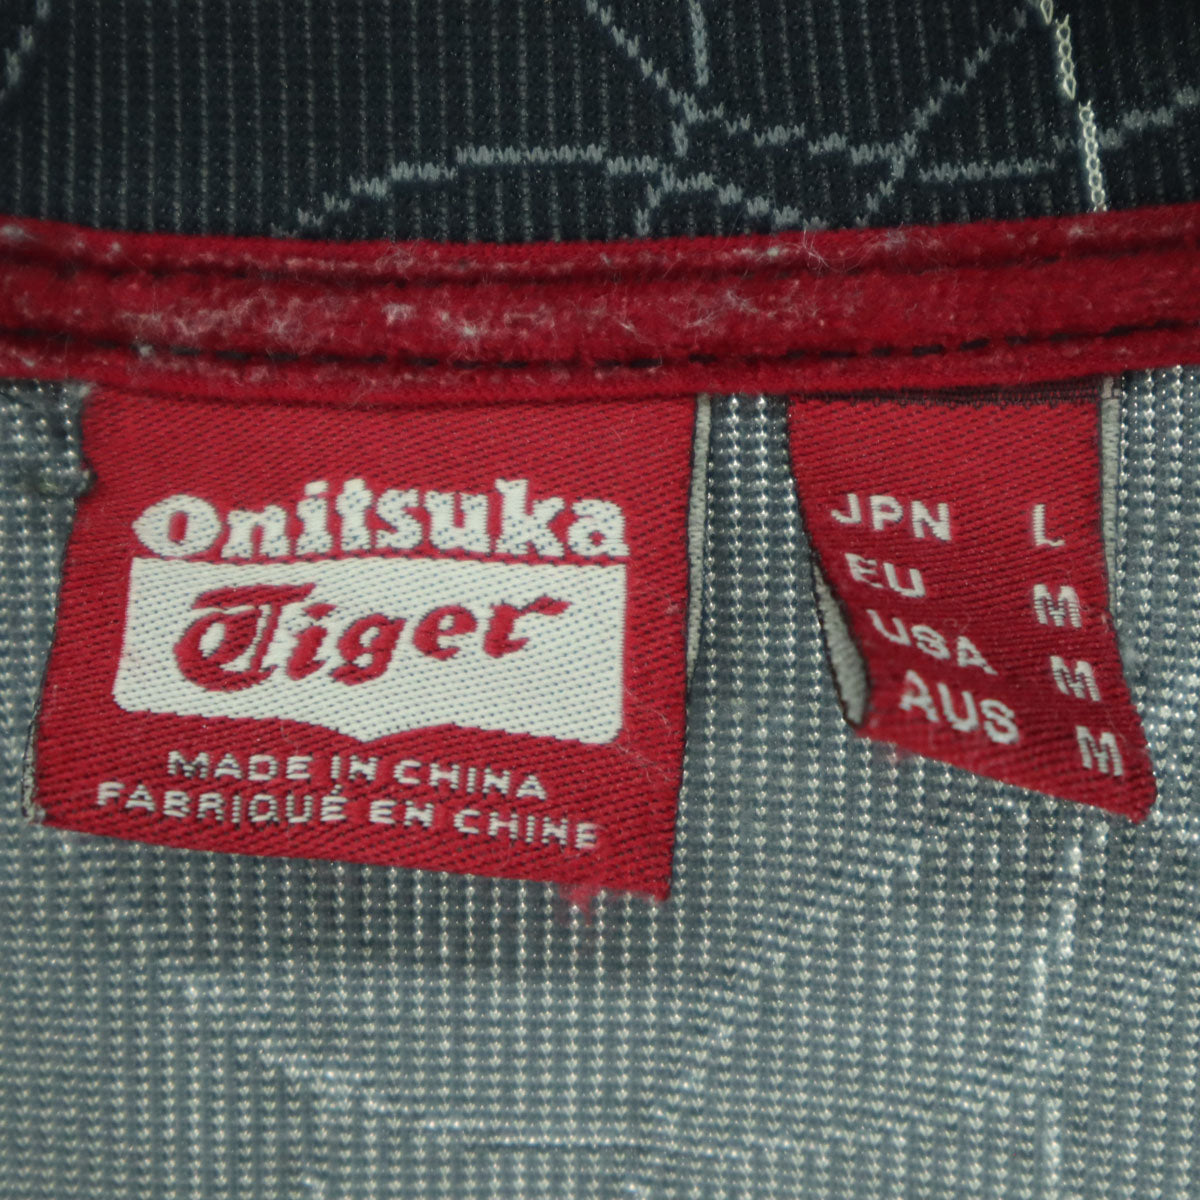 Onitsuka
Tiger
MADE IN CHINA
FABRIQUÉ EN CHINE
JPN L
EU M
USA M
AUS M